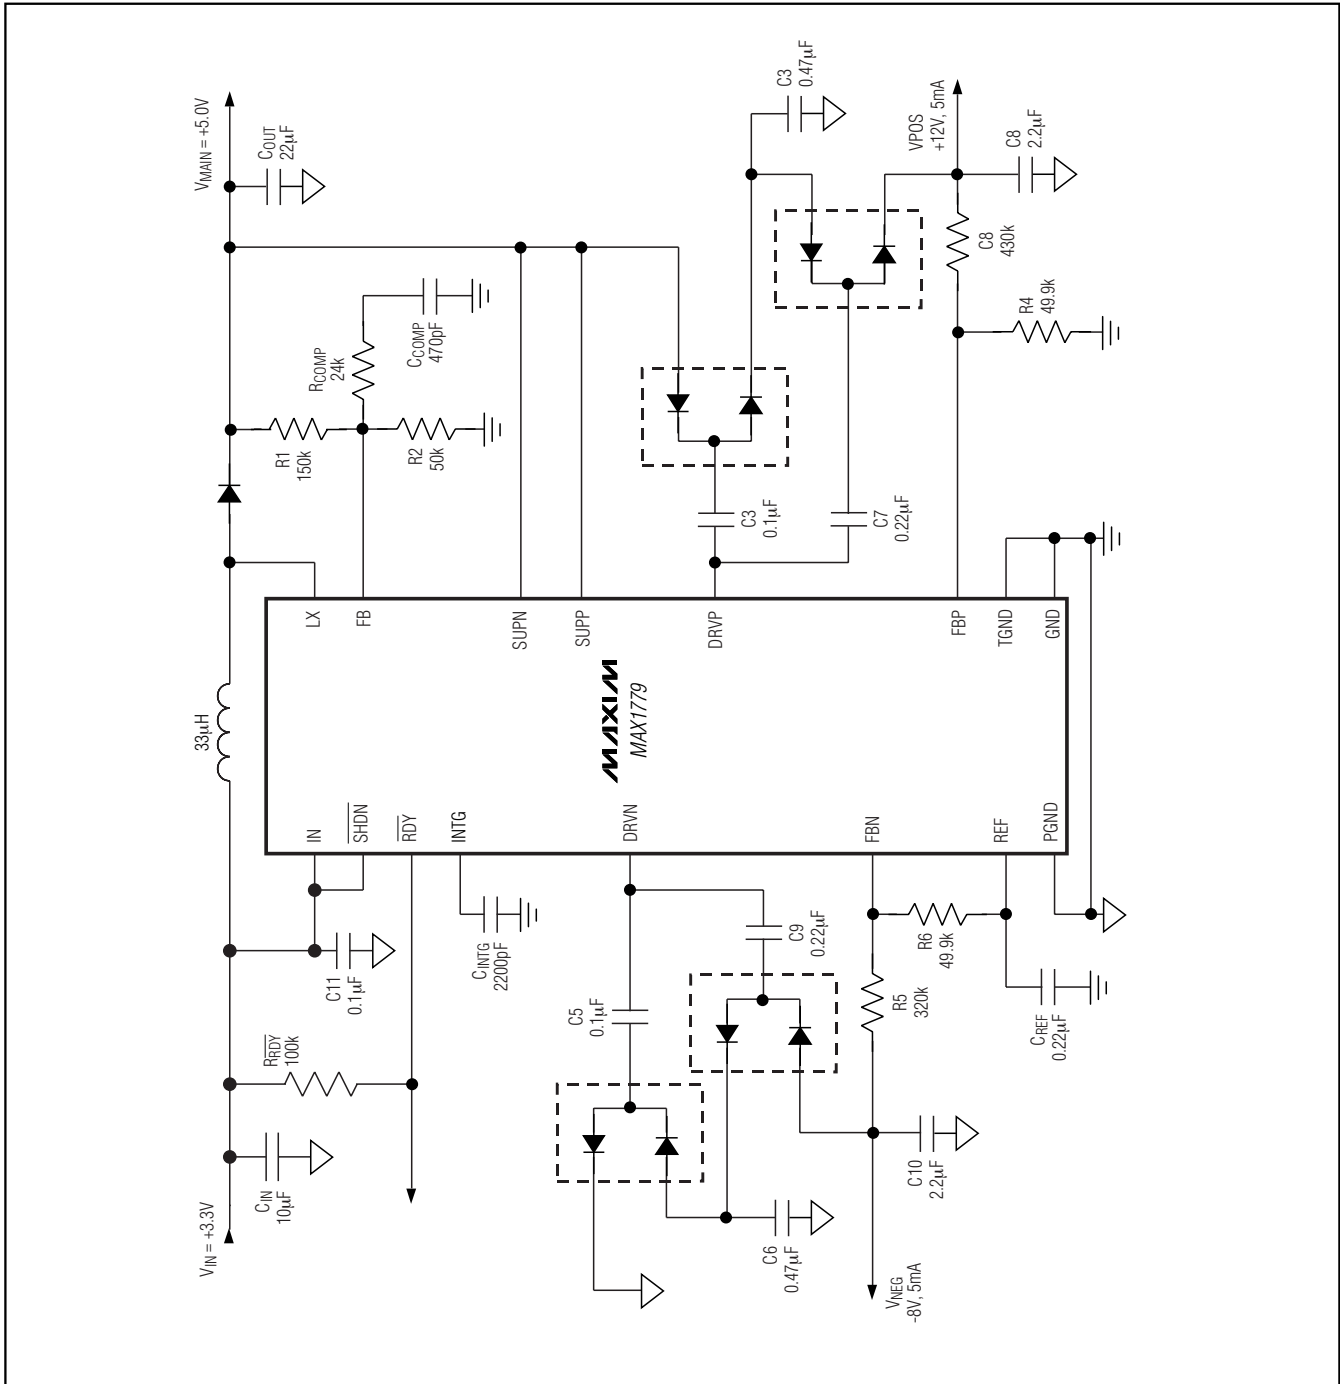 VIN = +3.3V
CIN
10µF
RRDY
100k
C11
0.1µF
33µH
VMAIN = +5.0V
COUT
22µF
R1
150k
RCOMP
24k
CCOMP
470pF
R2
50k
IN
SHDN
RDY
INTG
DRVN
FBN
REF
PGND
LX
FB
SUPN
SUPP
DRVP
FBP
TGND
GND
MAXIM
MAX1779
CINTG
2200pF
C5
0.1µF
C9
0.22µF
C6
0.47µF
R6
49.9k
R5
320k
CREF
0.22µF
C10
2.2µF
VNEG
-8V, 5mA
C3
0.1µF
C7
0.22µF
C3
0.47µF
VPOS
+12V, 5mA
C8
2.2µF
C8
430k
R4
49.9k